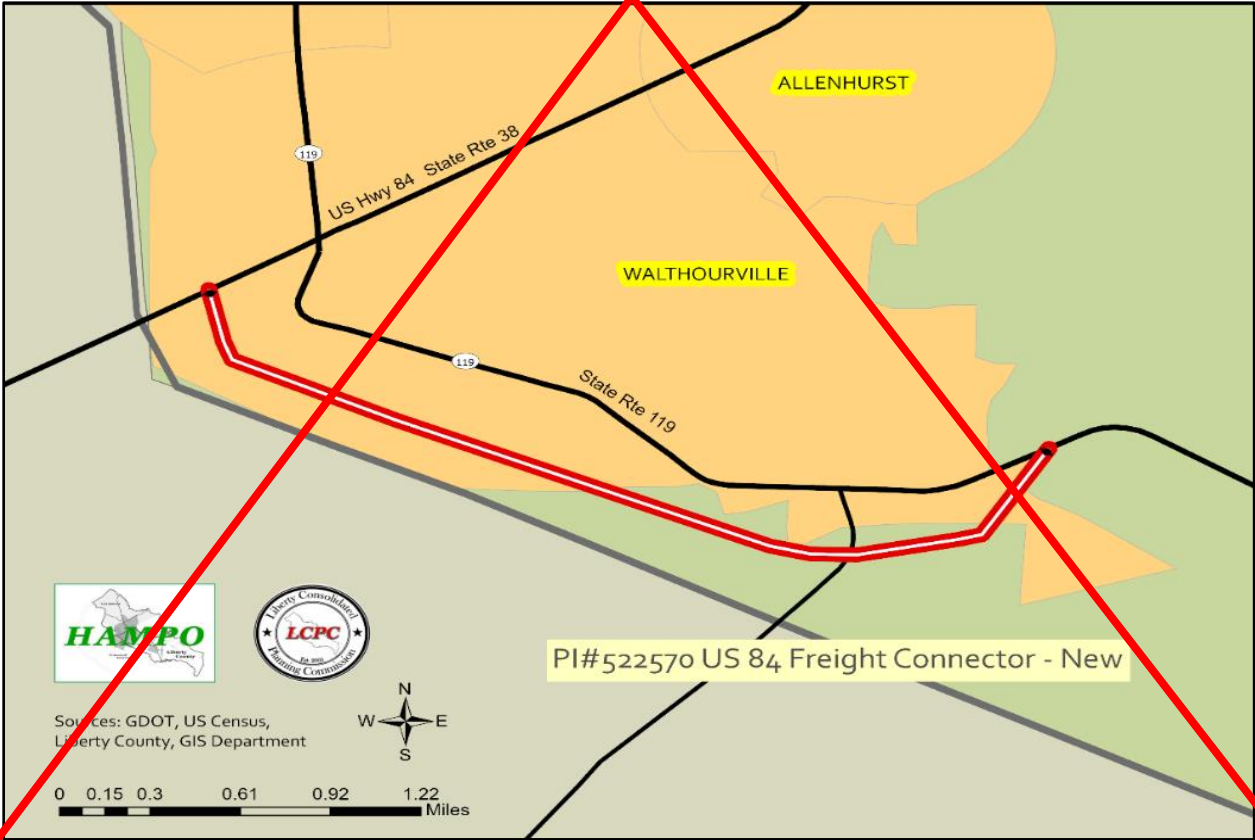 ALLENHURST
119
US Hwy 84 State Rte 38
WALTHOURVILLE
119
State Rte 119
HAMPO
Liberty
County
Liberty Consolidated
LCPC
Planning Commission
PI#522570 US 84 Freight Connector - New
N
W E
S
Sources: GDOT, US Census,
Liberty County, GIS Department
0 0.15 0.3 0.61 0.92 1.22
Miles